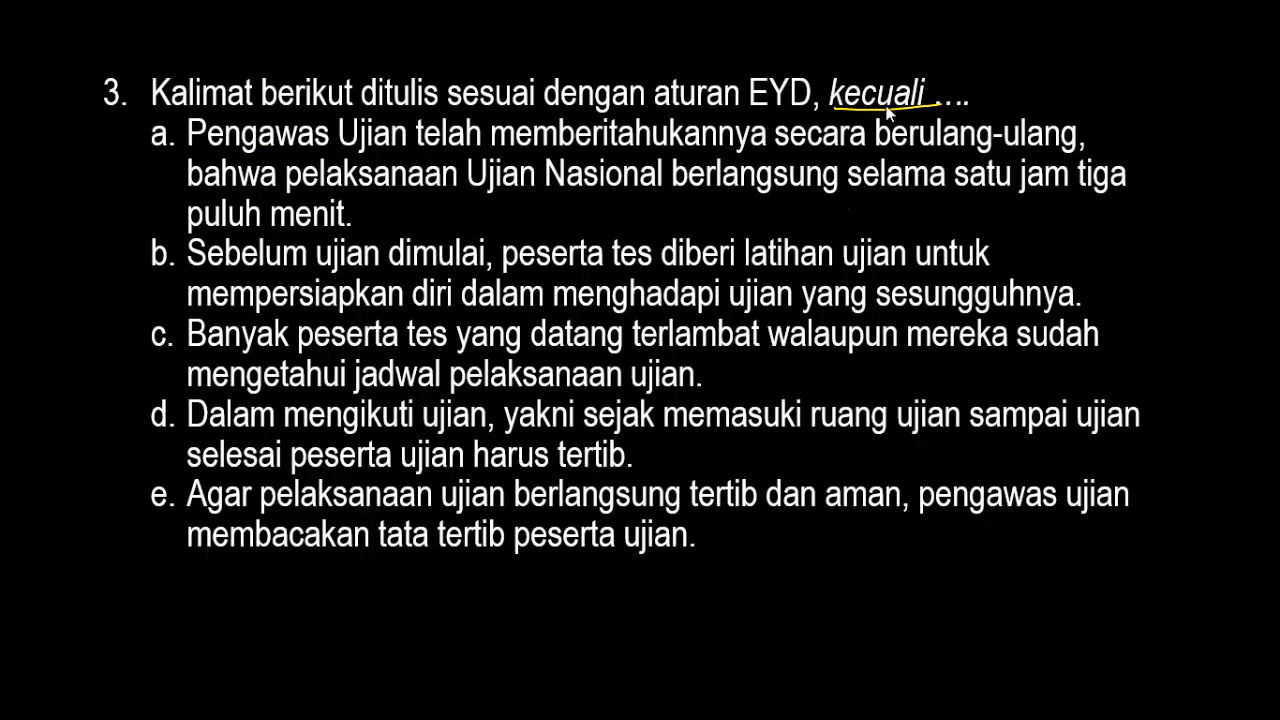 3. Kalimat berikut ditulis sesuai dengan aturan EYD, kecuali ….
a. Pengawas Ujian telah memberitahukannya secara berulang-ulang,
bahwa pelaksanaan Ujian Nasional berlangsung selama satu jam tiga
puluh menit.
b. Sebelum ujian dimulai, peserta tes diberi latihan ujian untuk
mempersiapkan diri dalam menghadapi ujian yang sesungguhnya.
c. Banyak peserta tes yang datang terlambat walaupun mereka sudah
mengetahui jadwal pelaksanaan ujian.
d. Dalam mengikuti ujian, yakni sejak memasuki ruang ujian sampai ujian
selesai peserta ujian harus tertib.
e. Agar pelaksanaan ujian berlangsung tertib dan aman, pengawas ujian
membacakan tata tertib peserta ujian.